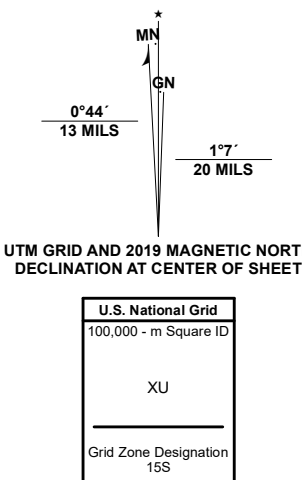 MN
GN
0°44´
13 MILS
1°7´
20 MILS
UTM GRID AND 2019 MAGNETIC NORT
DECLINATION AT CENTER OF SHEET
U.S. National Grid
100,000 - m Square ID
XU
Grid Zone Designation
15S